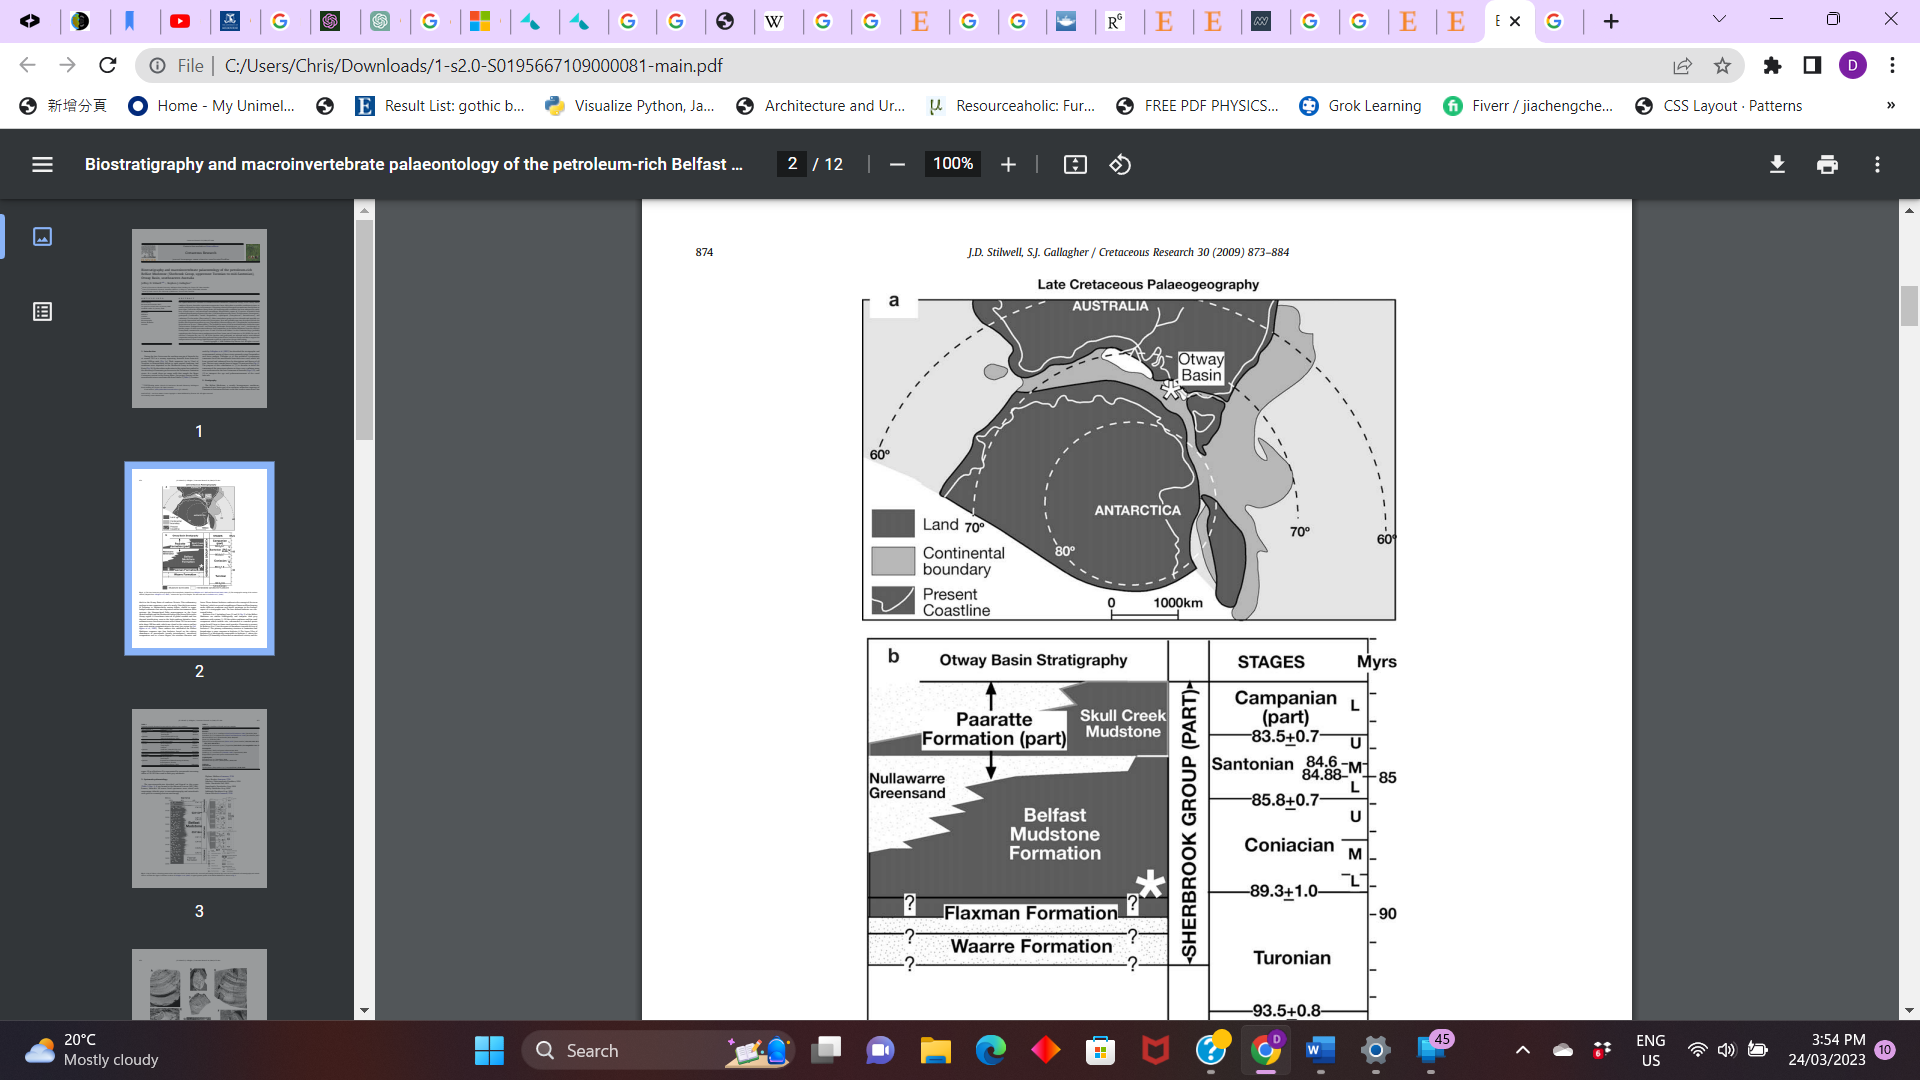 File
C:/Users/Chris/Downloads/1-s2.0-S0195667109000081-main.pdf
D
新增分頁
Home - My Unimel...
Result List: gothic b...
Visualize Python, Ja...
Architecture and Ur...
Resourceaholic: Fur...
FREE PDF PHYSICS...
Grok Learning
Fiverr / jiachengche...
CSS Layout · Patterns
»
Biostratigraphy and macroinvertebrate palaeontology of the petroleum-rich Belfast ...
2 / 12
100%
1
2
3
874
J.D. Stilwell, S.J. Gallagher / Cretaceous Research 30 (2009) 873–884
Late Cretaceous Palaeogeography
a
AUSTRALIA
Otway
Basin
60º
ANTARCTICA
Land
70º
80º
70º
60º
Continental
boundary
Present
Coastline
0 1000km
b
Otway Basin Stratigraphy
STAGES
Myrs
Paaratte
Formation (part)
Skull Creek
Mudstone
Nullawarre
Greensand
Belfast
Mudstone
Formation
*
? ?
Flaxman Formation
? ?
Waarre Formation
? ?
SHERBROOK GROUP (PART)
Campanian
(part)
L
83.5±0.7
U
Santonian
84.6
84.88
M
85
L
85.8±0.7
U
Coniacian
M
L
89.3±1.0
90
Turonian
93.5±0.8
20°C
Mostly cloudy
Search
45
ENG
US
3:54 PM
24/03/2023
10